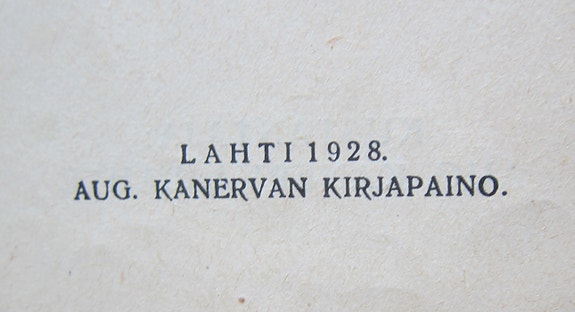 LAHTI 1928.
AUG. KANERVAN KIRJAPAINO.